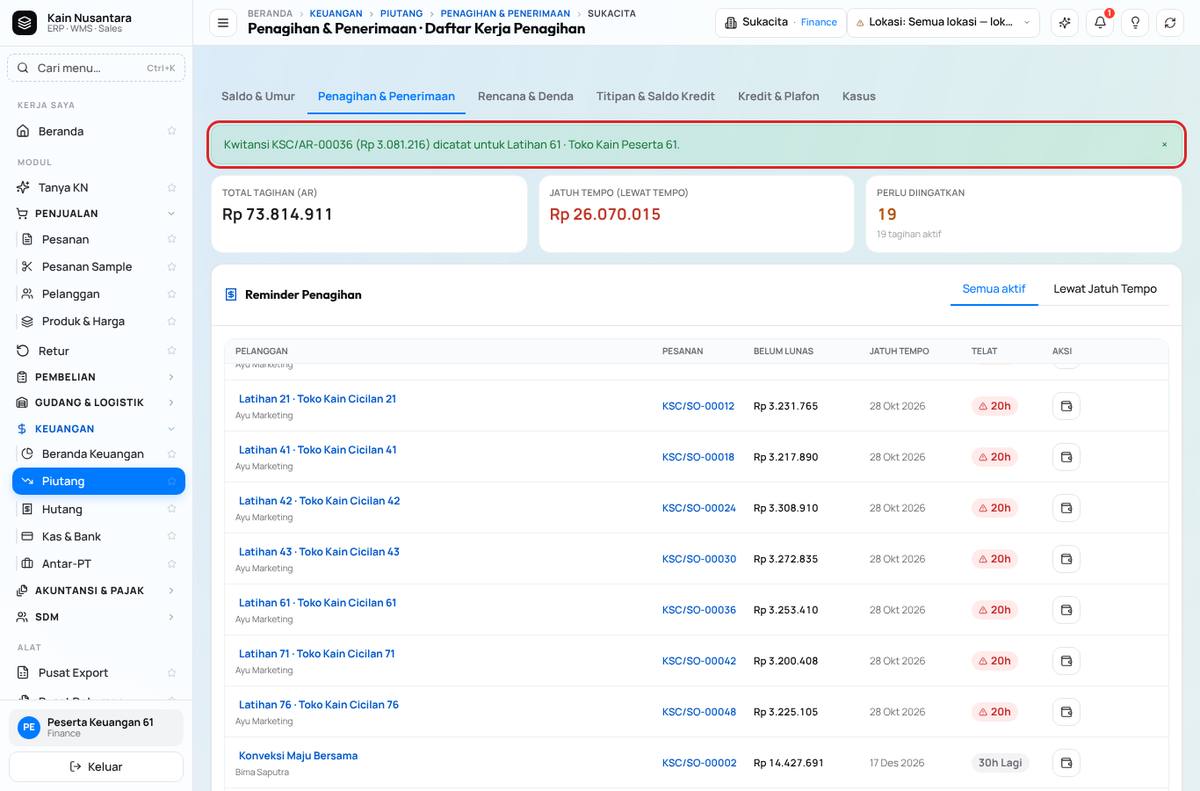 Kain Nusantara
ERP · WMS · Sales
Cari menu... Ctrl+K
KERJA SAYA
Beranda
MODUL
Tanya KN
PENJUALAN
Pesanan
Pesanan Sample
Pelanggan
Produk & Harga
Retur
PEMBELIAN
GUDANG & LOGISTIK
KEUANGAN
Beranda Keuangan
Piutang
Hutang
Kas & Bank
Antar-PT
AKUNTANSI & PAJAK
SDM
ALAT
Pusat Export
PE Peserta Keuangan 61
Finance
Keluar
BERANDA > KEUANGAN > PIUTANG > PENAGIHAN & PENERIMAAN > SUKACITA
Penagihan & Penerimaan · Daftar Kerja Penagihan
Sukacita · Finance
Lokasi: Semua lokasi — lok...
1
Saldo & Umur Penagihan & Penerimaan Rencana & Denda Titipan & Saldo Kredit Kredit & Plafon Kasus
Kwitansi KSC/AR-00036 (Rp 3.081.216) dicatat untuk Latihan 61 · Toko Kain Peserta 61. ×
TOTAL TAGIHAN (AR)
Rp 73.814.911
JATUH TEMPO (LEWAT TEMPO)
Rp 26.070.015
PERLU DIINGATKAN
19
19 tagihan aktif
Reminder Penagihan Semua aktif Lewat Jatuh Tempo
PELANGGAN PESANAN BELUM LUNAS JATUH TEMPO TELAT AKSI
Ayu Marketing
Latihan 21 · Toko Kain Cicilan 21 KSC/SO-00012 Rp 3.231.765 28 Okt 2026 20h
Ayu Marketing
Latihan 41 · Toko Kain Cicilan 41 KSC/SO-00018 Rp 3.217.890 28 Okt 2026 20h
Ayu Marketing
Latihan 42 · Toko Kain Cicilan 42 KSC/SO-00024 Rp 3.308.910 28 Okt 2026 20h
Ayu Marketing
Latihan 43 · Toko Kain Cicilan 43 KSC/SO-00030 Rp 3.272.835 28 Okt 2026 20h
Ayu Marketing
Latihan 61 · Toko Kain Cicilan 61 KSC/SO-00036 Rp 3.253.410 28 Okt 2026 20h
Ayu Marketing
Latihan 71 · Toko Kain Cicilan 71 KSC/SO-00042 Rp 3.200.408 28 Okt 2026 20h
Ayu Marketing
Latihan 76 · Toko Kain Cicilan 76 KSC/SO-00048 Rp 3.225.105 28 Okt 2026 20h
Ayu Marketing
Konveksi Maju Bersama KSC/SO-00002 Rp 14.427.691 17 Des 2026 30h Lagi
Bima Saputra